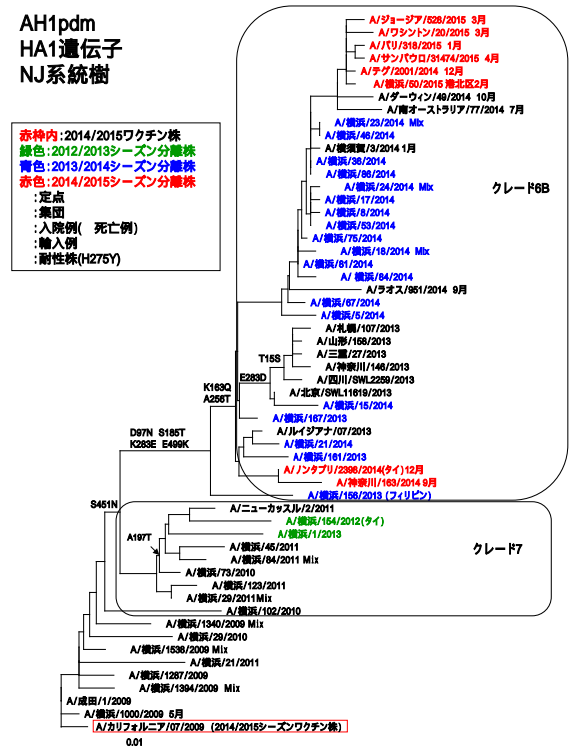 AH1pdm
HA1遺伝子
NJ系統樹
赤枠内:2014/2015ワクチン株
緑色:2012/2013シーズン分離株
青色:2013/2014シーズン分離株
赤色:2014/2015シーズン分離株
:定点
:集団
:入院例( 死亡例)
:輸入例
:耐性株(H275Y)
A/ジョージア/526/2015 3月
A/ワシントン/20/2015 3月
A/パリ/318/2015 1月
A/サンパウロ/31474/2015 4月
A/テグ/2001/2014 12月
A/横浜/50/2015 港北区2月
A/ダーウィン/49/2014 10月
A/南オーストラリア/77/2014 7月
A/横浜/23/2014 Mix
A/横浜/46/2014
A/横須賀/3/2014 1月
A/横浜/36/2014
A/横浜/66/2014
A/横浜/24/2014 Mix
A/横浜/17/2014
A/横浜/8/2014
A/横浜/53/2014
A/横浜/75/2014
A/横浜/18/2014 Mix
A/横浜/61/2014
A/ 横浜/64/2014
A/ラオス/951/2014 9月
A/横浜/67/2014
A/横浜/5/2014
クレード6B
A/札幌/107/2013
A/山形/158/2013
T15S
A/三重/27/2013
A/神奈川/146/2013
E283D
A/四川/SWL2259/2013
K163Q
A256T
A/北京/SWL11619/2013
A/横浜/15/2014
A/横浜/167/2013
A/ルイジアナ/07/2013
D97N S185T
K283E E499K
A/横浜/21/2014
A/横浜/161/2013
A/ノンタブリ/2396/2014(タイ)12月
A/神奈川/163/2014 9月
A/横浜/156/2013 (フィリピン)
S451N
A/ニューカッスル/2/2011
A/横浜/154/2012(タイ)
A/横浜/1/2013
A197T
A/横浜/45/2011
クレード7
A/横浜/84/2011 Mix
A/横浜/73/2010
A/横浜/123/2011
A/横浜/29/2011Mix
A/横浜/102/2010
A/横浜/1340/2009 Mix
A/横浜/29/2010
A/横浜/1536/2009 Mix
A/横浜/21/2011
A/横浜/1287/2009
A/横浜/1394/2009 Mix
A/成田/1/2009
A/横浜/1000/2009 5月
A/カリフォルニア/07/2009 (2014/2015シーズンワクチン株)
0.01